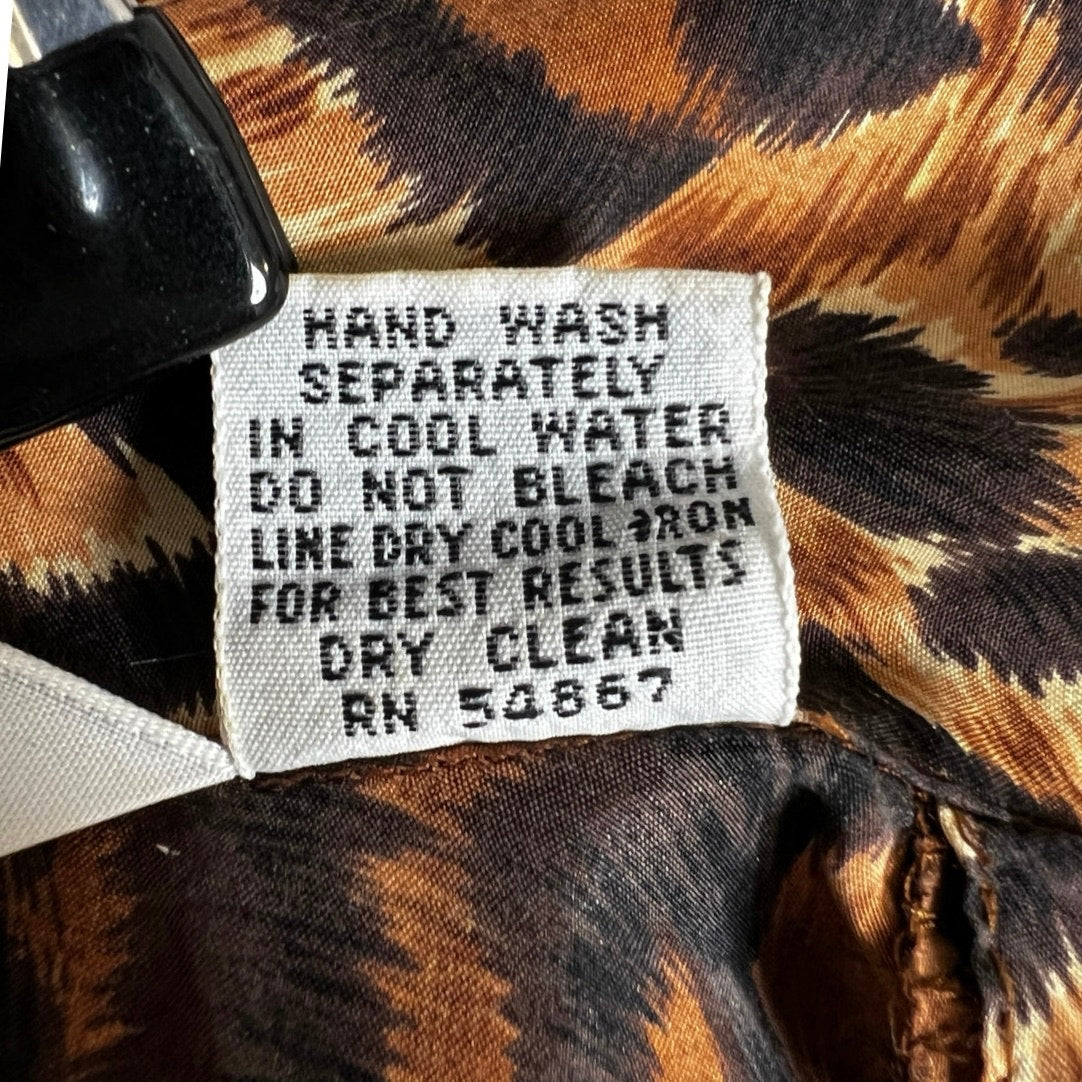 HAND WASH
SEPARATELY
IN COOL WATER
DO NOT BLEACH
LINE DRY COOL IRON
FOR BEST RESULTS
DRY CLEAN
RN 54867